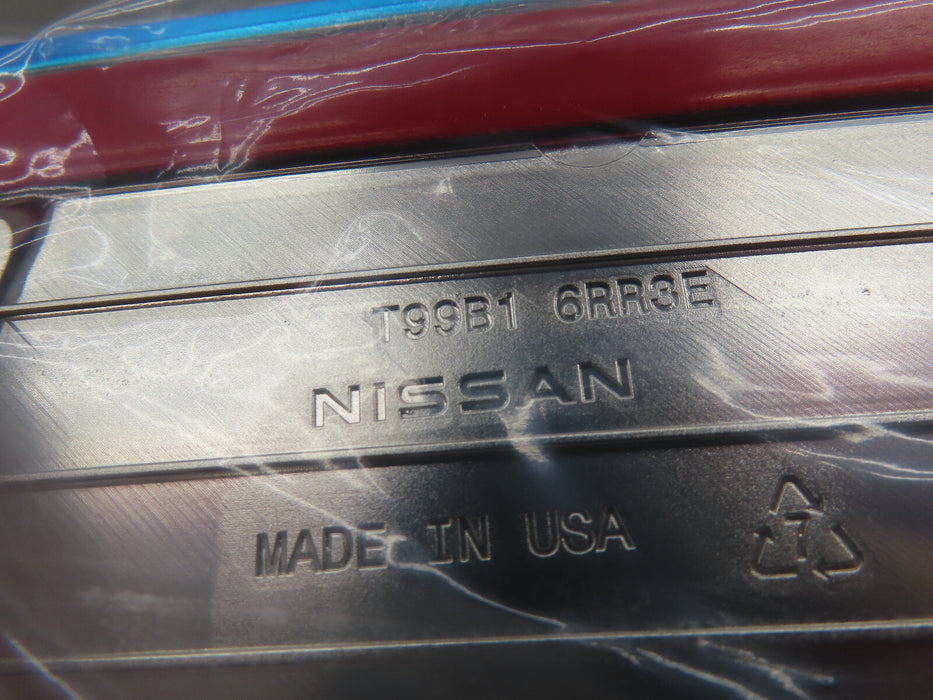 T99B1 6RR3E
NISSAN
MADE IN USA
7